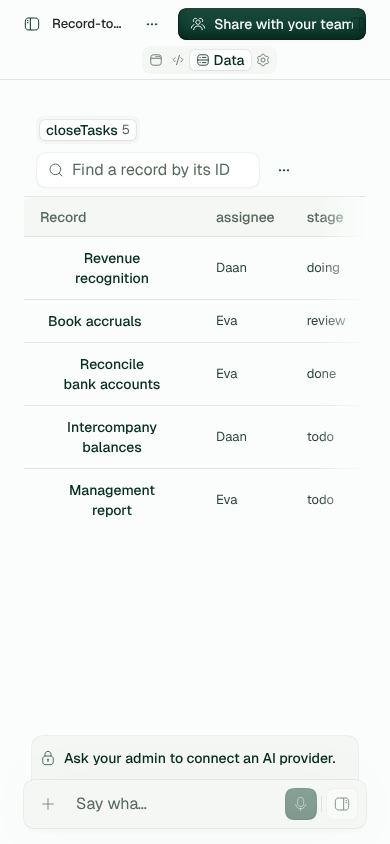 Record-to...
Share with your team
Data
closeTasks 5
Find a record by its ID
Record assignee stage
Revenue
recognition
Daan doing
Book accruals Eva review
Reconcile
bank accounts
Eva done
Intercompany
balances
Daan todo
Management
report
Eva todo
Ask your admin to connect an AI provider.
Say wha...